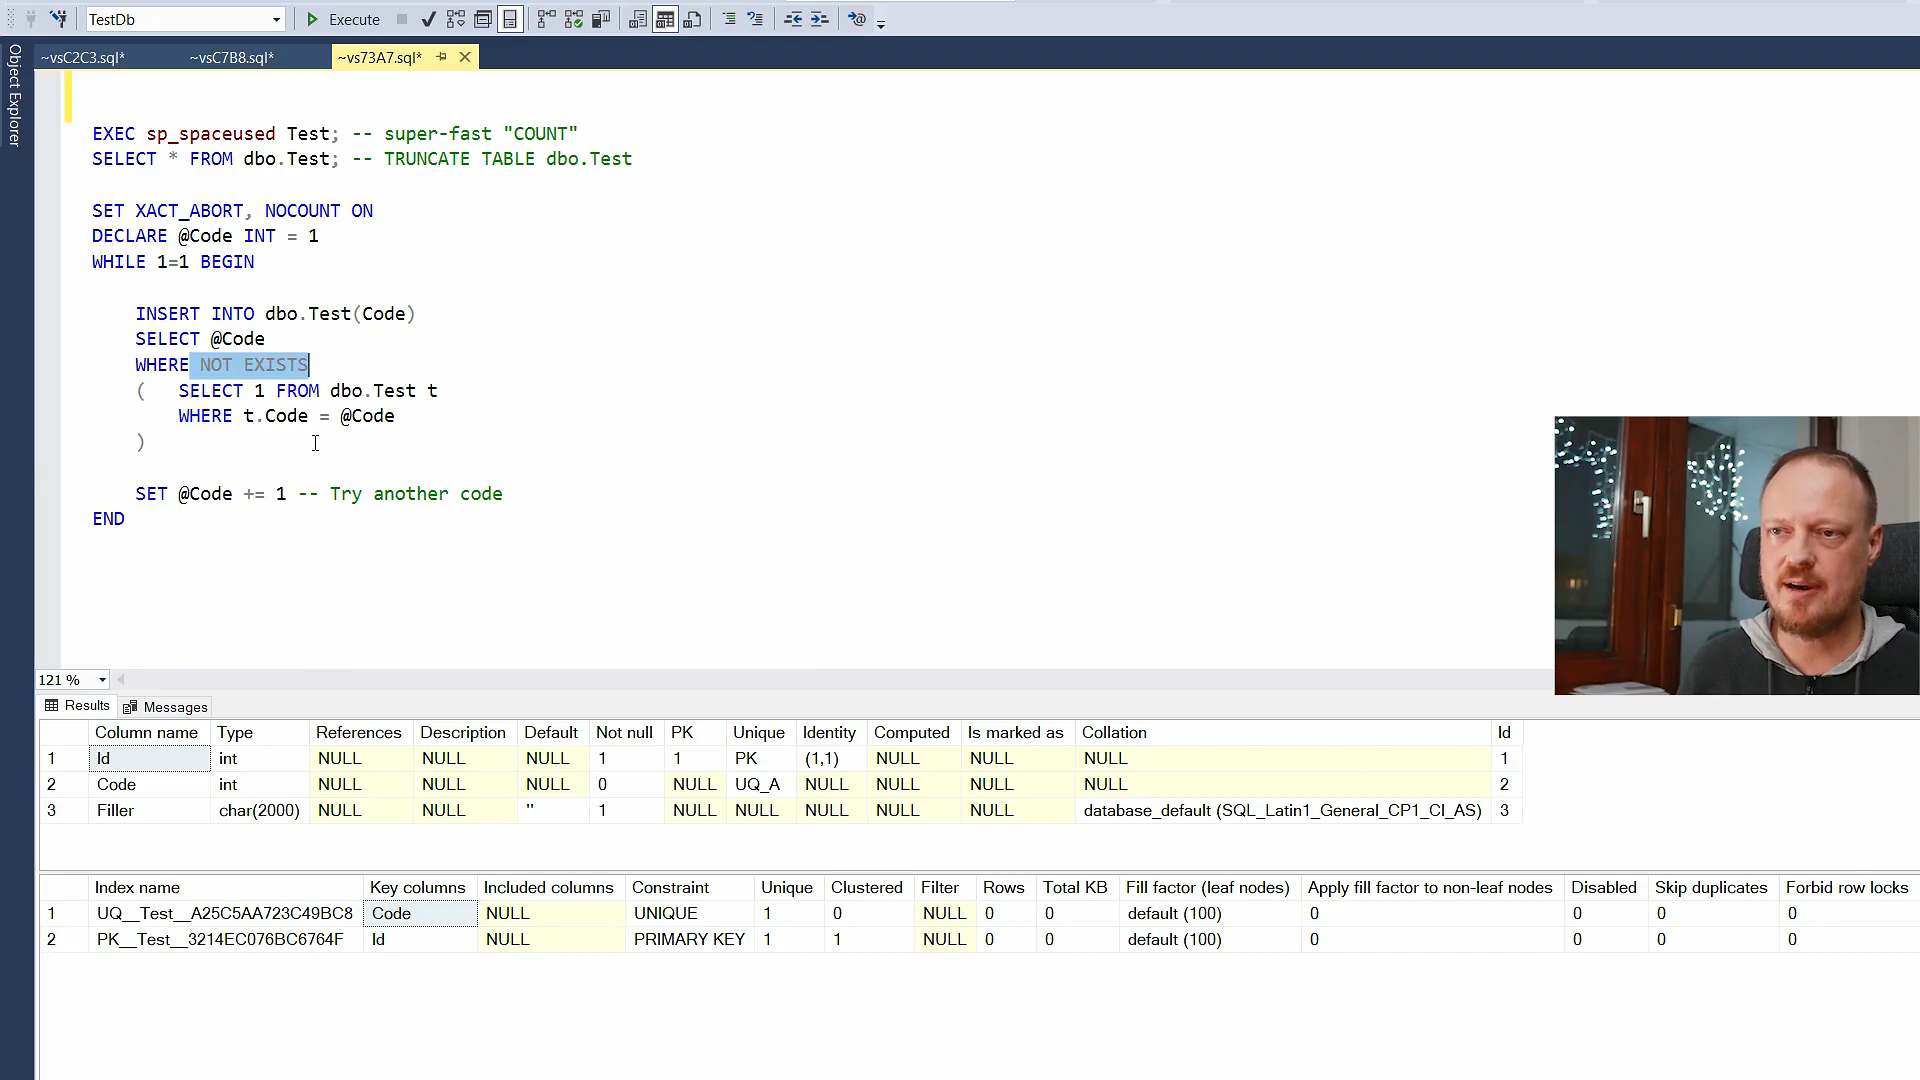 TestDb Execute
Object Explorer
~vsC2C3.sql* ~vsC7B8.sql* ~vs73A7.sql*
EXEC sp_spaceused Test; -- super-fast "COUNT"
SELECT * FROM dbo.Test; -- TRUNCATE TABLE dbo.Test
SET XACT_ABORT, NOCOUNT ON
DECLARE @Code INT = 1
WHILE 1=1 BEGIN
INSERT INTO dbo.Test(Code)
SELECT @Code
WHERE NOT EXISTS
( SELECT 1 FROM dbo.Test t
WHERE t.Code = @Code
)
SET @Code += 1 -- Try another code
END
121 %
Results Messages
Column name Type References Description Default Not null PK Unique Identity Computed Is marked as Collation Id
1 Id int NULL NULL NULL 1 1 PK (1,1) NULL NULL NULL 1
2 Code int NULL NULL NULL 0 NULL UQ_A NULL NULL NULL NULL 2
3 Filler char(2000) NULL NULL '' 1 NULL NULL NULL NULL NULL database_default (SQL_Latin1_General_CP1_CI_AS) 3
Index name Key columns Included columns Constraint Unique Clustered Filter Rows Total KB Fill factor (leaf nodes) Apply fill factor to non-leaf nodes Disabled Skip duplicates Forbid row locks
1 UQ__Test__A25C5AA723C49BC8 Code NULL UNIQUE 1 0 NULL 0 0 default (100) 0 0 0 0
2 PK__Test__3214EC076BC6764F Id NULL PRIMARY KEY 1 1 NULL 0 0 default (100) 0 0 0 0